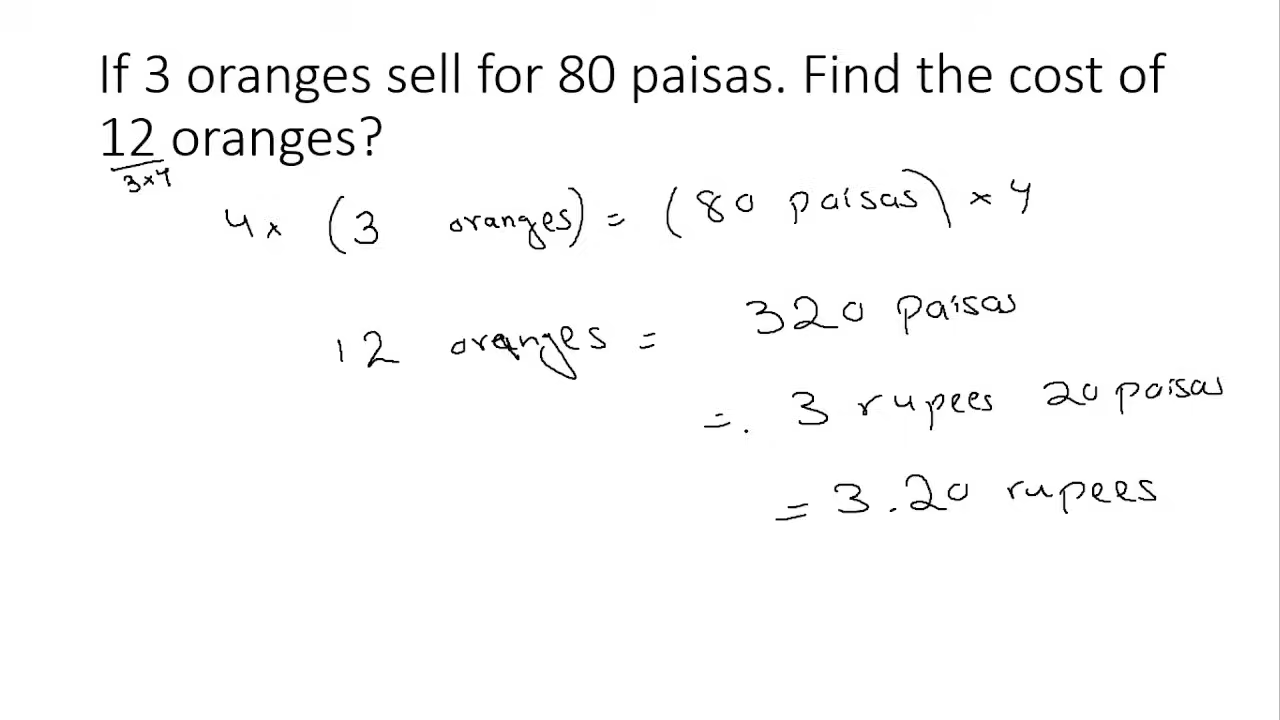 If 3 oranges sell for 80 paisas. Find the cost of
12 oranges?
3×4
4 × (3 oranges) = (80 paisas) × 4
12 oranges = 320 paisas
=. 3 rupees 20 paisas
= 3.20 rupees